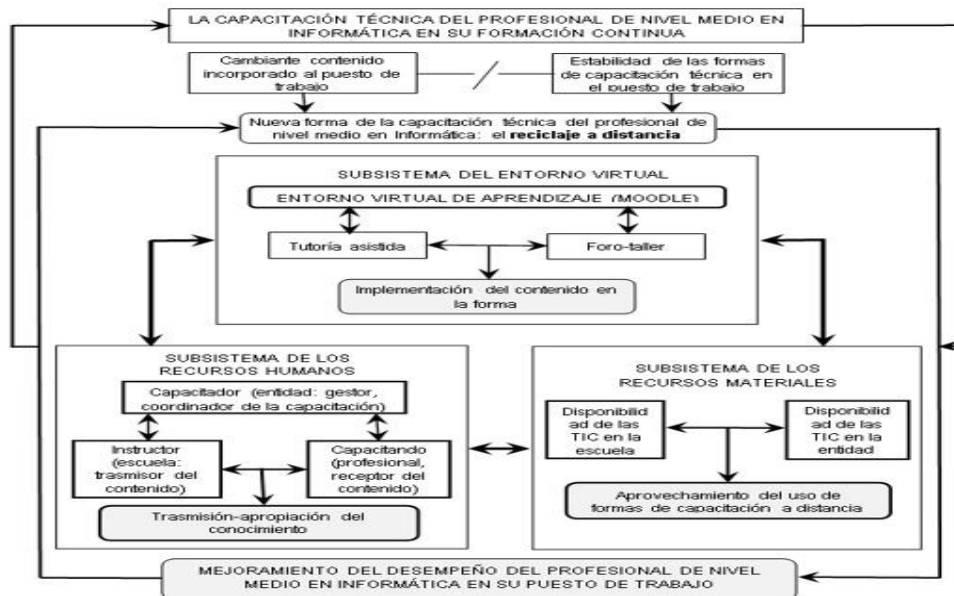 LA CAPACITACIÓN TÉCNICA DEL PROFESIONAL DE NIVEL MEDIO EN
INFORMÁTICA EN SU FORMACIÓN CONTINUA
Cambiante contenido
incorporado al puesto de
trabajo
Estabilidad de las formas
de capacitación técnica en
el puesto de trabajo
Nueva forma de la capacitación técnica del profesional de
nivel medio en Informática: el reciclaje a distancia
SUBSISTEMA DEL ENTORNO VIRTUAL
ENTORNO VIRTUAL DE APRENDIZAJE (MOODLE)
Tutoría asistida
Foro-taller
Implementación del contenido en
la forma
SUBSISTEMA DE LOS
RECURSOS HUMANOS
Capacitador (entidad: gestor,
coordinador de la capacitación)
Instructor
(escuela:
trasmisor del
contenido)
Capacitando
(profesional,
receptor del
contenido)
Trasmisión-apropiación del
conocimiento
SUBSISTEMA DE LOS
RECURSOS MATERIALES
Disponibilid
ad de las
TIC en la
escuela
Disponibilid
ad de las
TIC en la
entidad
Aprovechamiento del uso de
formas de capacitación a distancia
MEJORAMIENTO DEL DESEMPEÑO DEL PROFESIONAL DE NIVEL
MEDIO EN INFORMÁTICA EN SU PUESTO DE TRABAJO